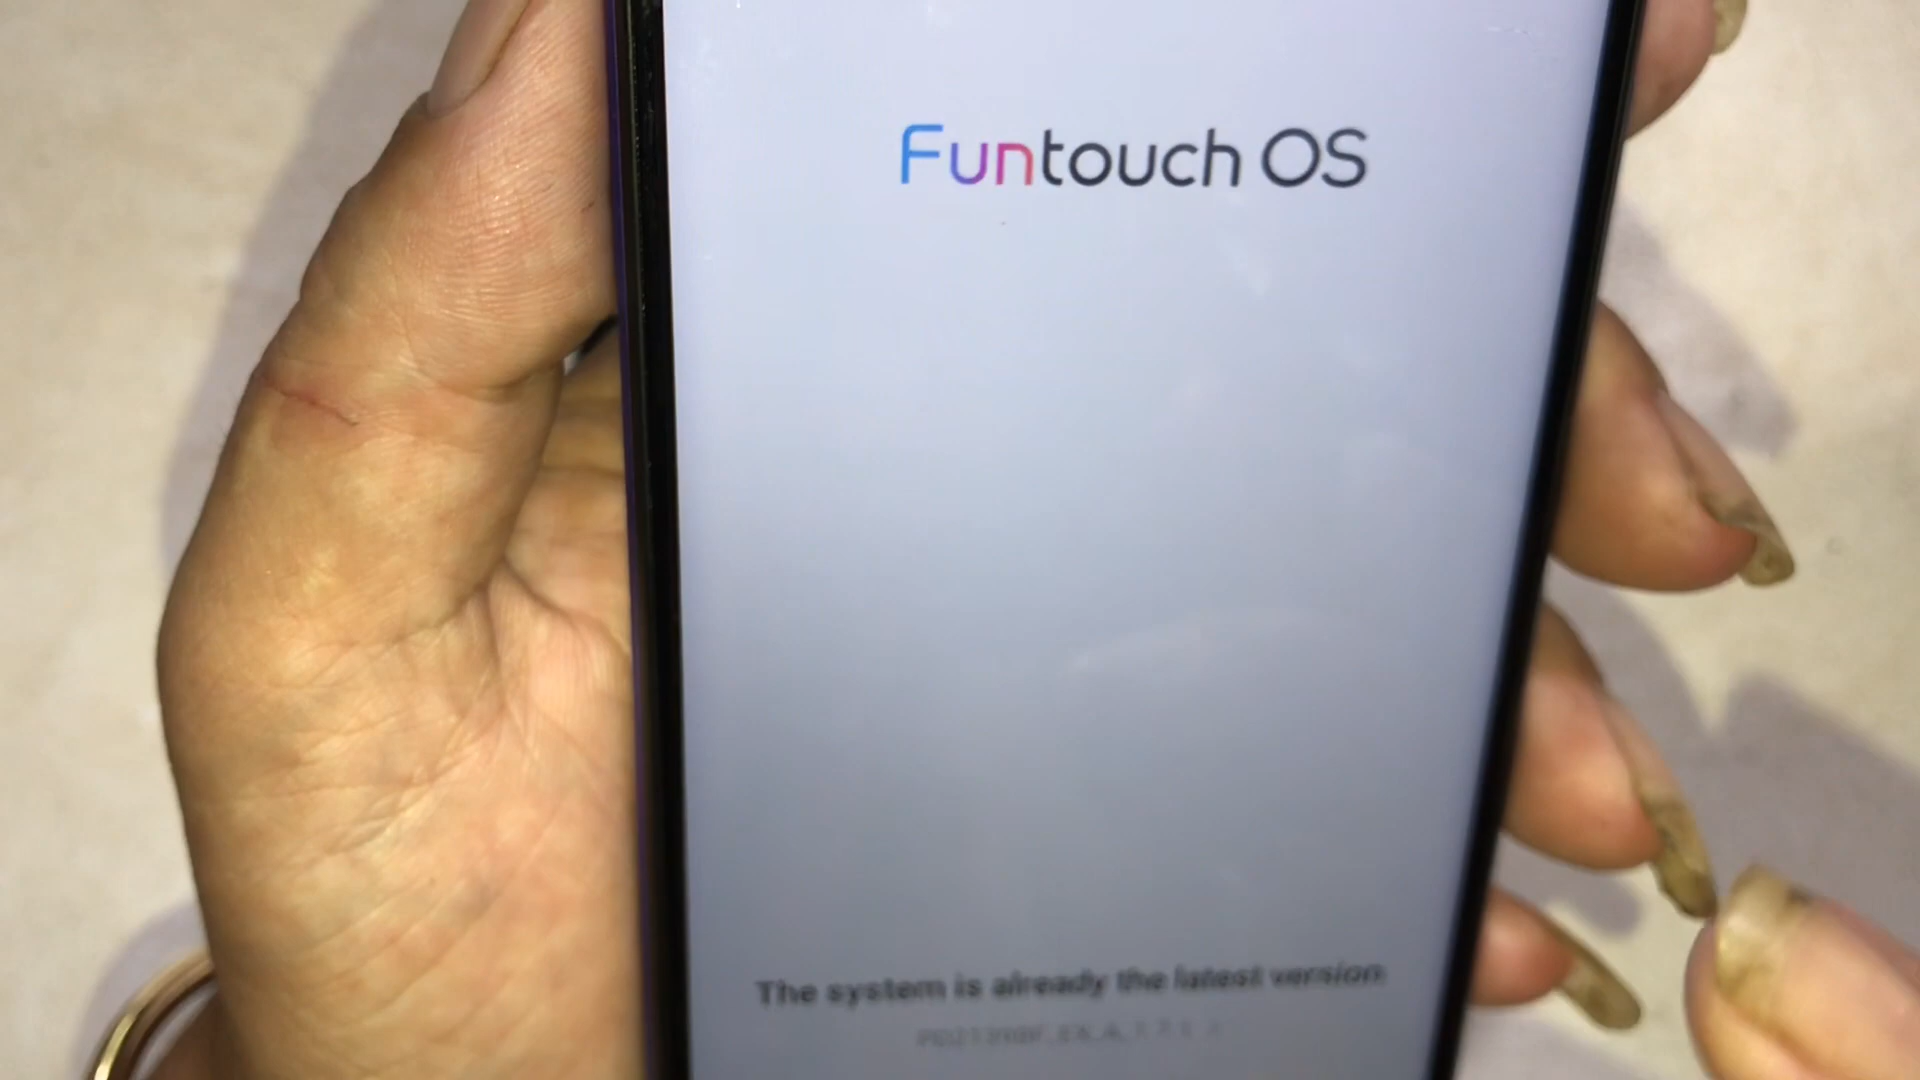 Funtouch OS
The system is already the latest version